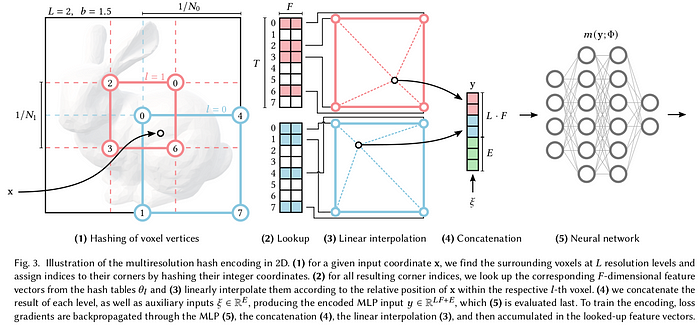 L = 2, b = 1.5
1/N₀
F
m(y;Φ)
0
1
2
3
4
5
6
7
T
l = 1
2
0
1/N₁
l = 0
0
4
y
L · F
3
6
E
0
1
2
3
4
5
6
7
x
ξ
1
7
(1) Hashing of voxel vertices
(2) Lookup
(3) Linear interpolation
(4) Concatenation
(5) Neural network
Fig. 3. Illustration of the multiresolution hash encoding in 2D. (1) for a given input coordinate x, we find the surrounding voxels at L resolution levels and
assign indices to their corners by hashing their integer coordinates. (2) for all resulting corner indices, we look up the corresponding F-dimensional feature
vectors from the hash tables θₗ and (3) linearly interpolate them according to the relative position of x within the respective l-th voxel. (4) we concatenate the
result of each level, as well as auxiliary inputs ξ ∈ ℝᴱ, producing the encoded MLP input y ∈ ℝᴸᶠ⁺ᴱ, which (5) is evaluated last. To train the encoding, loss
gradients are backpropagated through the MLP (5), the concatenation (4), the linear interpolation (3), and then accumulated in the looked-up feature vectors.